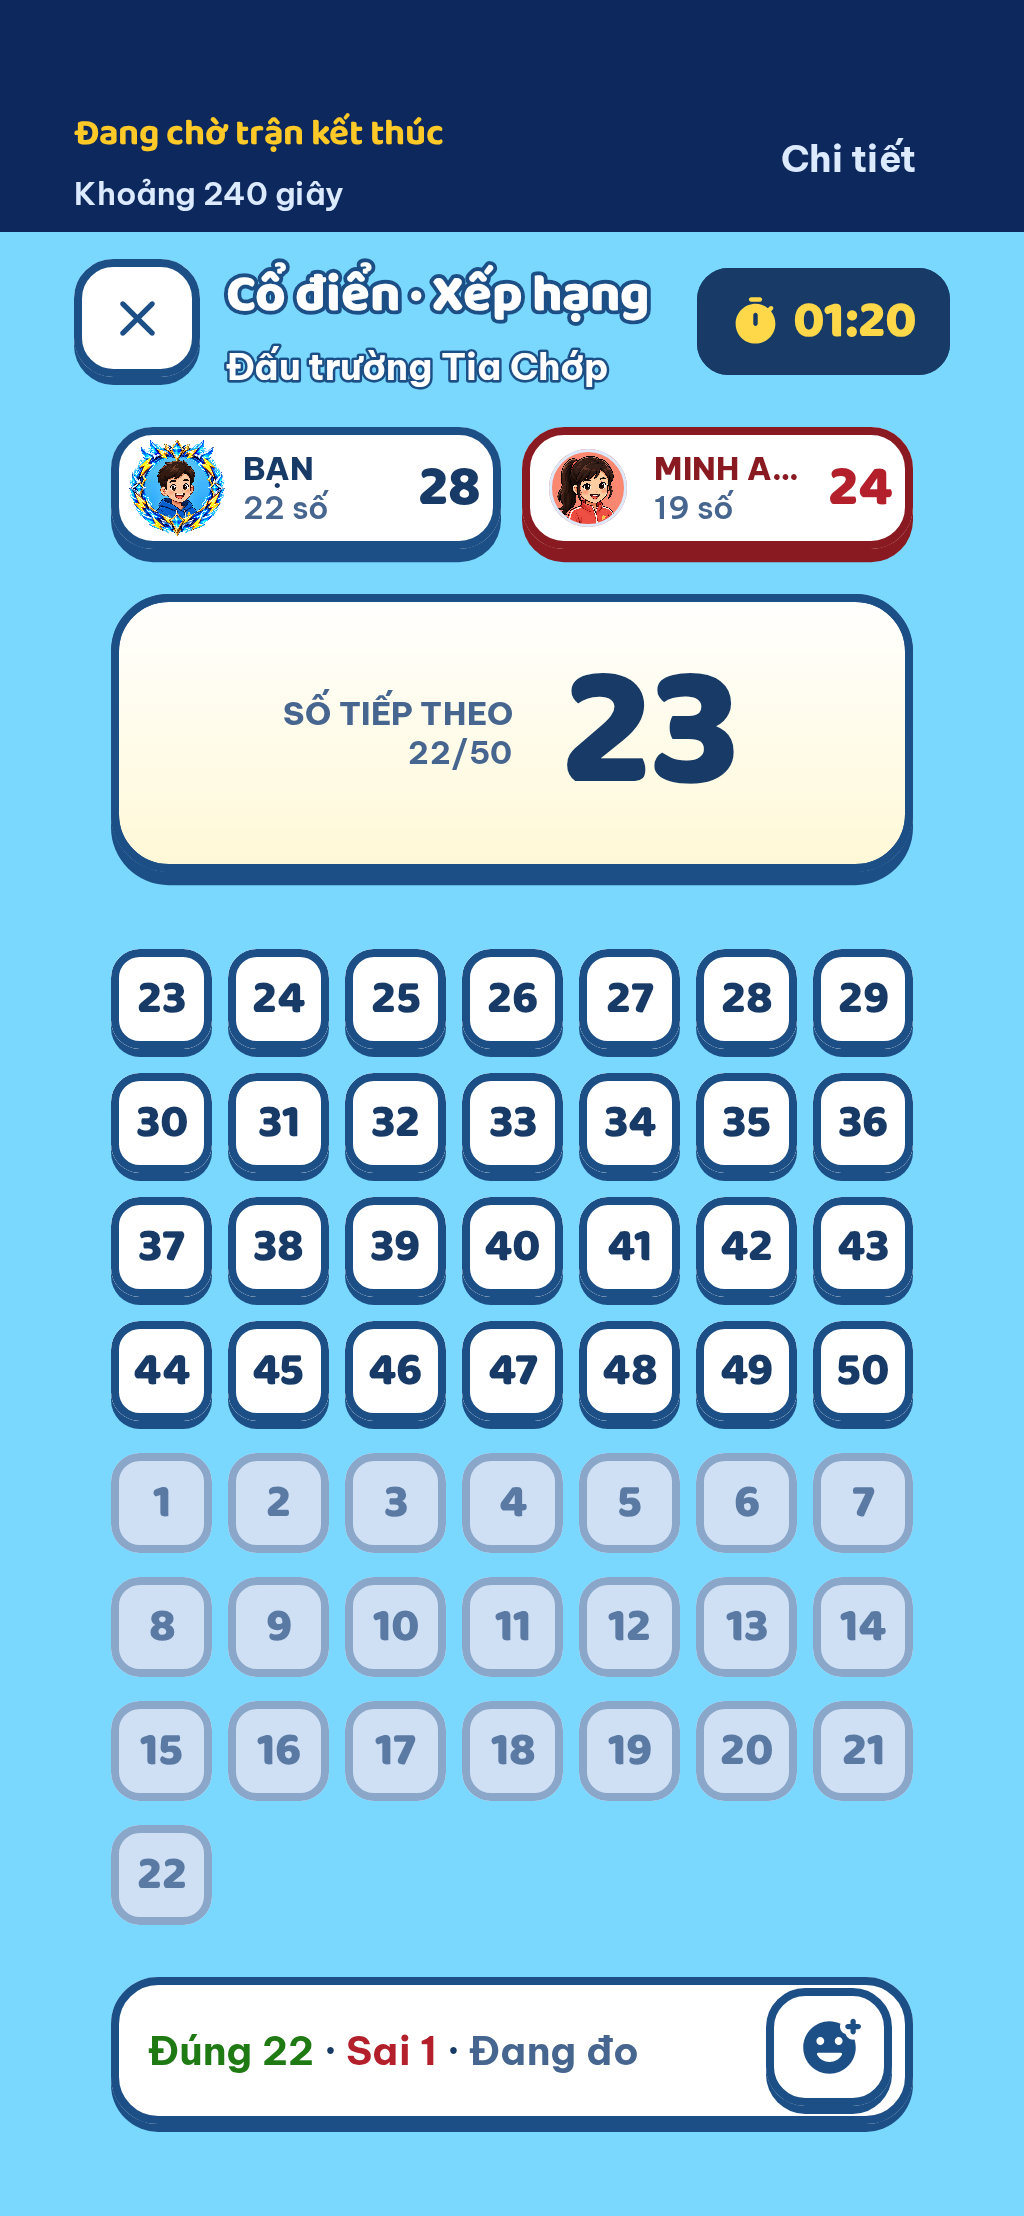 Đang chờ trận kết thúc
Khoảng 240 giây
Chi tiết
Cổ điển · Xếp hạng
Đấu trường Tia Chớp
01:20
BẠN
22 số
28
MINH A...
19 số
24
SỐ TIẾP THEO
22/50
23
23 24 25 26 27 28 29
30 31 32 33 34 35 36
37 38 39 40 41 42 43
44 45 46 47 48 49 50
1 2 3 4 5 6 7
8 9 10 11 12 13 14
15 16 17 18 19 20 21
22
Đúng 22 · Sai 1 · Đang đo